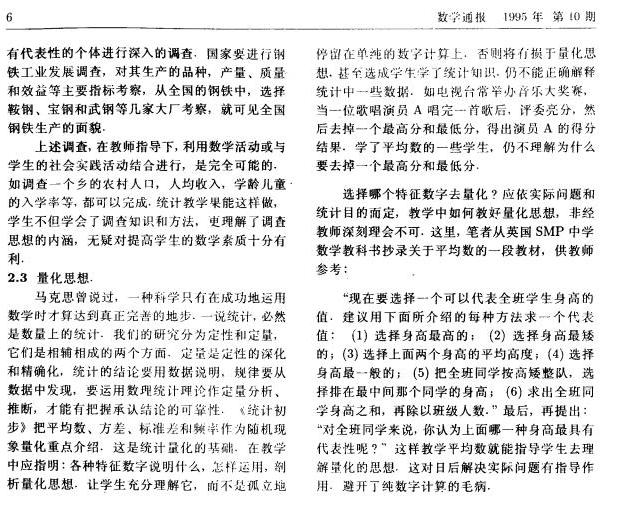 6
数学通报 1995 年 第 10 期
有代表性的个体进行深入的调查. 国家要进行钢
铁工业发展调查, 对其生产的品种, 产量、质量
和效益等主要指标考察, 从全国的钢铁中, 选择
鞍钢、宝钢和武钢等几家大厂考察, 就可见全国
钢铁生产的面貌.
上述调查, 在教师指导下, 利用数学活动或与
学生的社会实践活动结合进行, 是完全可能的.
如调查一个乡的农村人口, 人均收入, 学龄儿童
的入学率等, 都可以完成. 统计教学果能这样做,
学生不但学会了调查知识和方法, 更理解了调查
思想的内涵, 无疑对提高学生的数学素质十分有
利.
2.3 量化思想.
马克思曾说过, 一种科学只有在成功地运用
数学时才算达到真正完善的地步. 一说统计, 必然
是数量上的统计. 我们的研究分为定性和定量,
它们是相辅相成的两个方面. 定量是定性的深化
和精确化, 统计的结论要用数据说明, 规律要从
数据中发现, 要运用数理统计理论作定量分析、
推断, 才能有把握承认结论的可靠性. 《统计初
步》把平均数、方差、标准差和频率作为随机现
象量化重点介绍. 这是统计量化的基础. 在教学
中应指明: 各种特征数字说明什么, 怎样运用, 剖
析量化思想. 让学生充分理解它, 而不是孤立地
停留在单纯的数字计算上. 否则将有损于量化思
想. 甚至选成学生学了统计知识, 仍不能正确解释
统计中一些数据. 如电视台常举办音乐大奖赛,
当一位歌唱演员 A 唱完一首歌后, 评委亮分, 然
后去掉一个最高分和最低分, 得出演员 A 的得分
结果. 学了平均数的一些学生, 仍不理解为什么
要去掉一个最高分和最低分.
选择哪个特征数字去量化? 应依实际问题和
统计目的而定, 教学中如何教好量化思想, 非经
教师深刻理会不可. 这里, 笔者从英国 SMP 中学
数学教科书抄录关于平均数的一段教材, 供教师
参考:
“现在要选择一个可以代表全班学生身高的
值. 建议用下面所介绍的每种方法求一个代表
值: (1) 选择身高最高的; (2) 选择身高最矮
的; (3) 选择上面两个身高的平均高度; (4) 选择
身高最一般的; (5) 把全班同学按高矮整队, 选
择排在最中间那个同学的身高; (6) 求出全班同
学身高之和, 再除以班级人数.” 最后, 再提出:
“对全班同学来说, 你认为上面哪一种身高最具有
代表性呢?” 这样教学平均数就能指导学生去理
解量化的思想. 这对日后解决实际问题有指导作
用. 避开了纯数字计算的毛病.